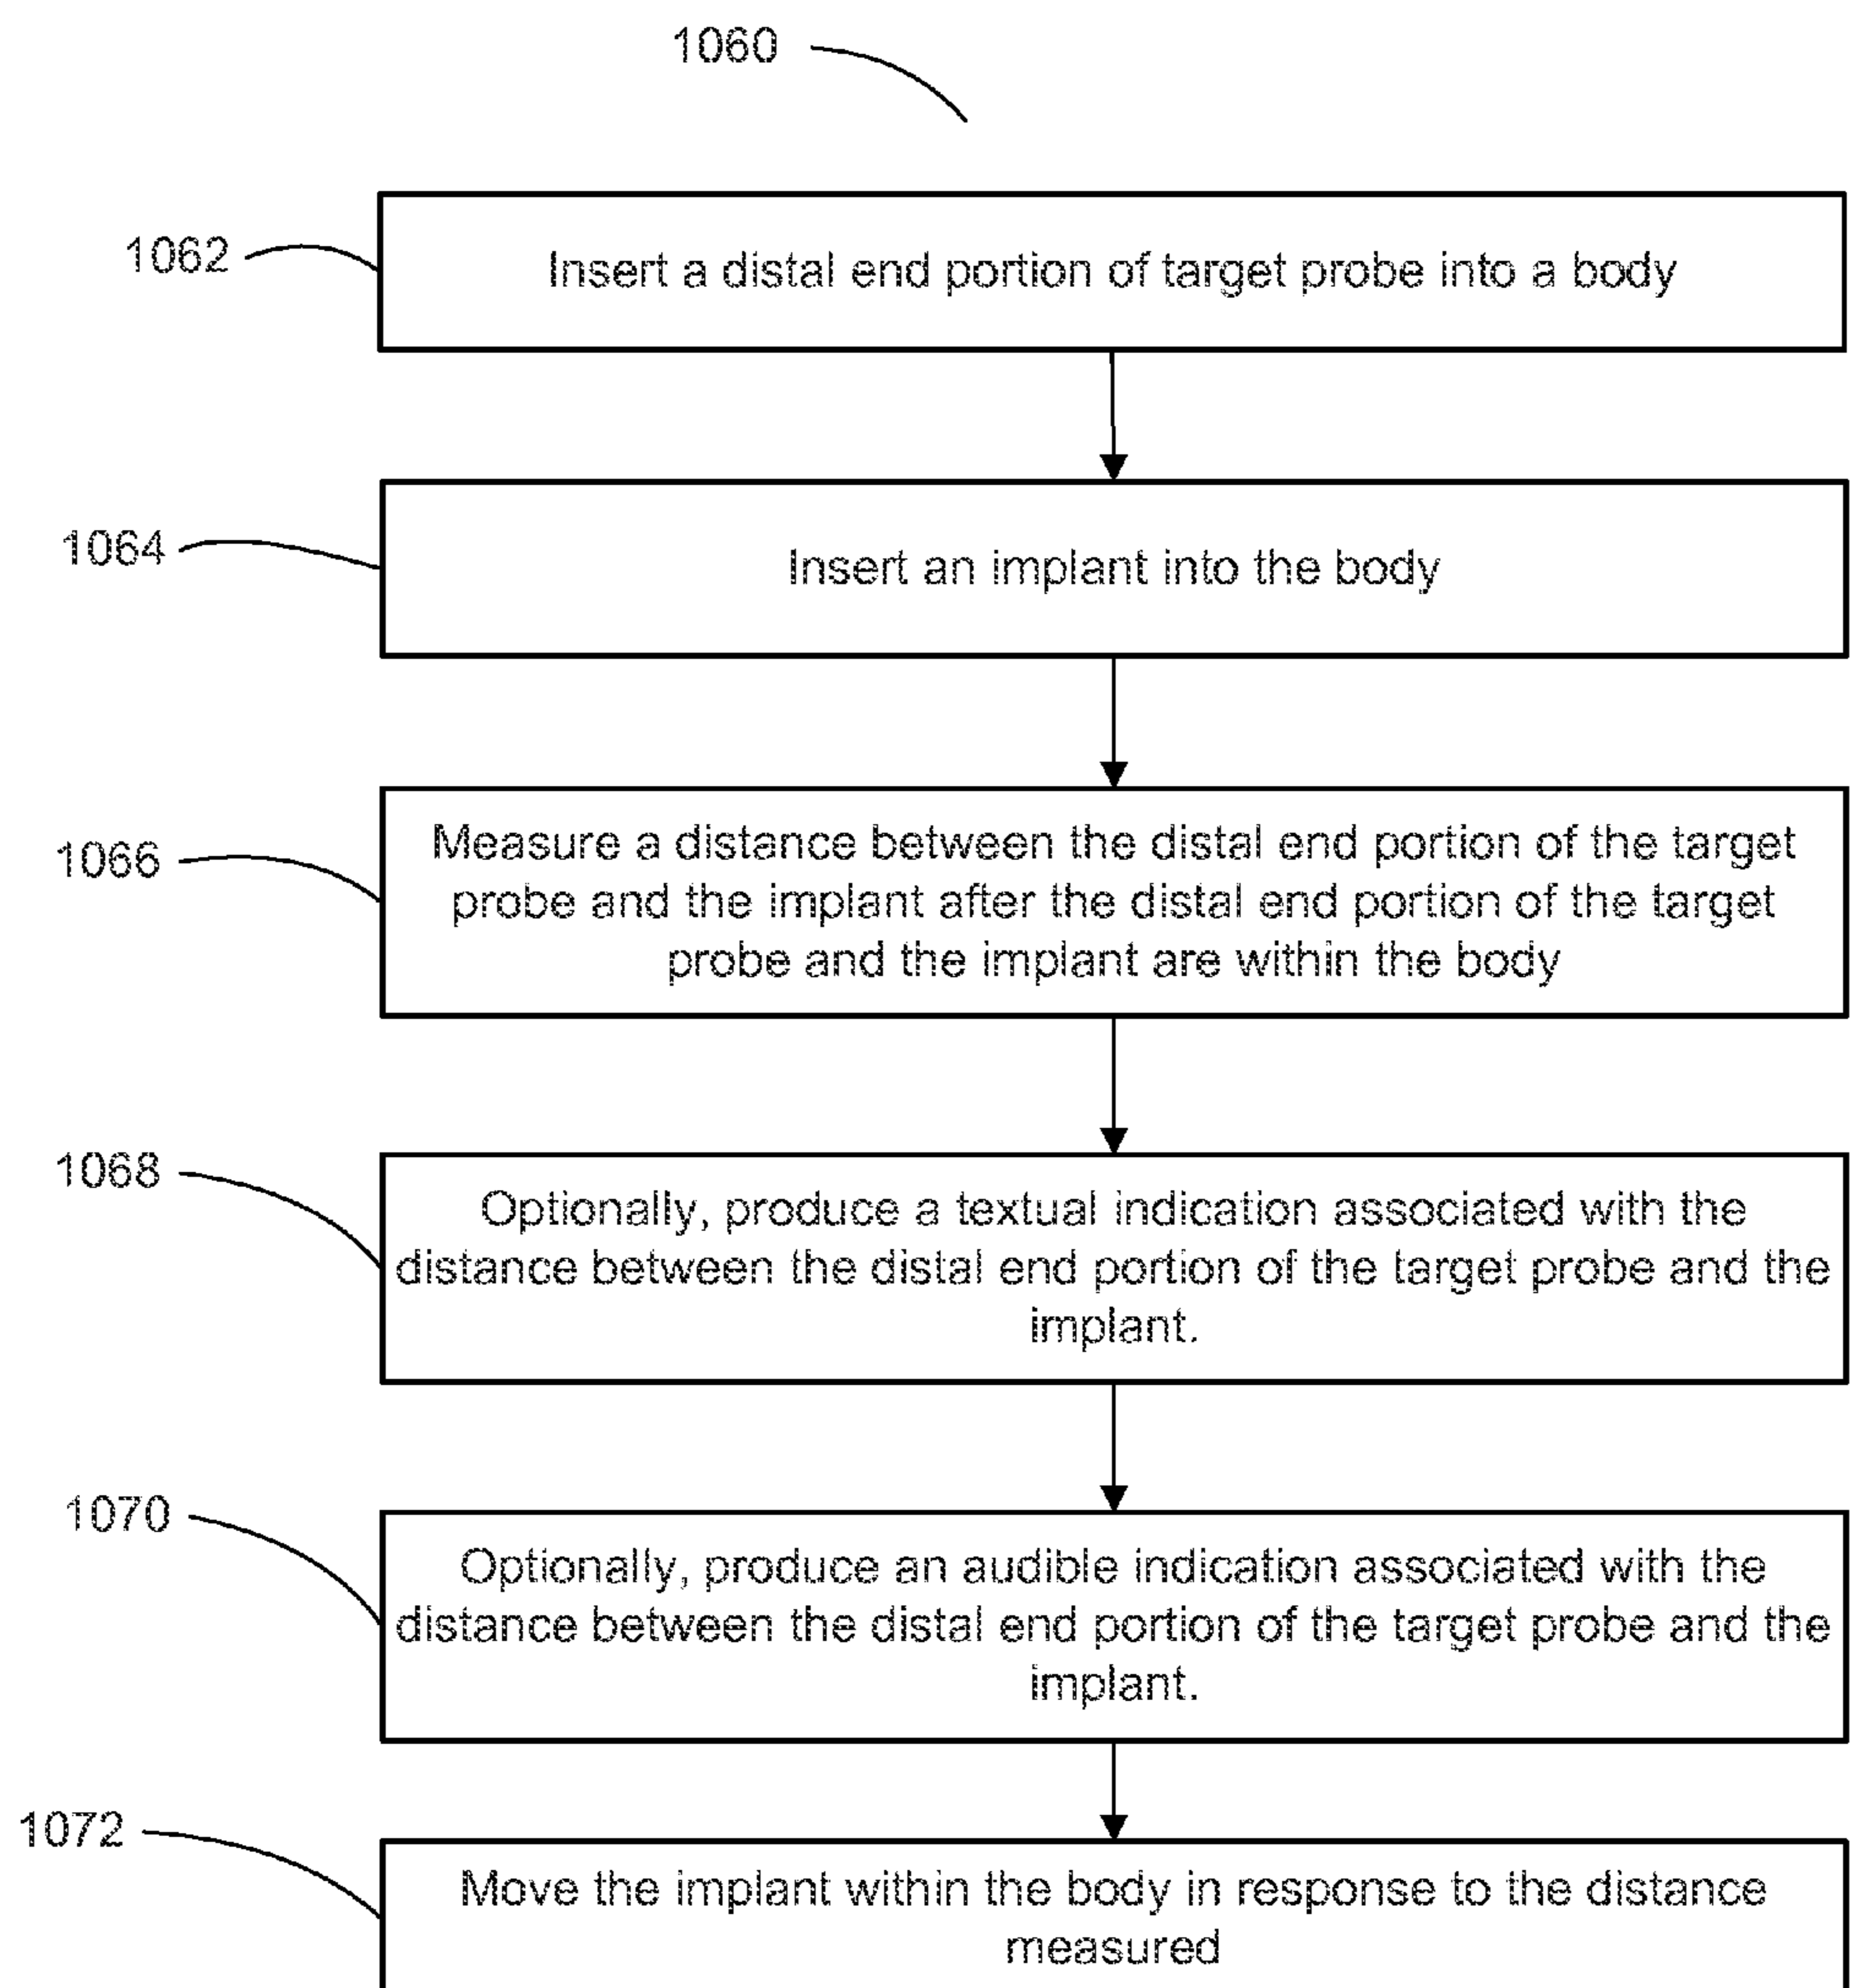 1060
1062
Insert a distal end portion of target probe into a body
1064
Insert an implant into the body
1066
Measure a distance between the distal end portion of the target
probe and the implant after the distal end portion of the target
probe and the implant are within the body
1068
Optionally, produce a textual indication associated with the
distance between the distal end portion of the target probe and the
implant.
1070
Optionally, produce an audible indication associated with the
distance between the distal end portion of the target probe and the
implant.
1072
Move the implant within the body in response to the distance
measured